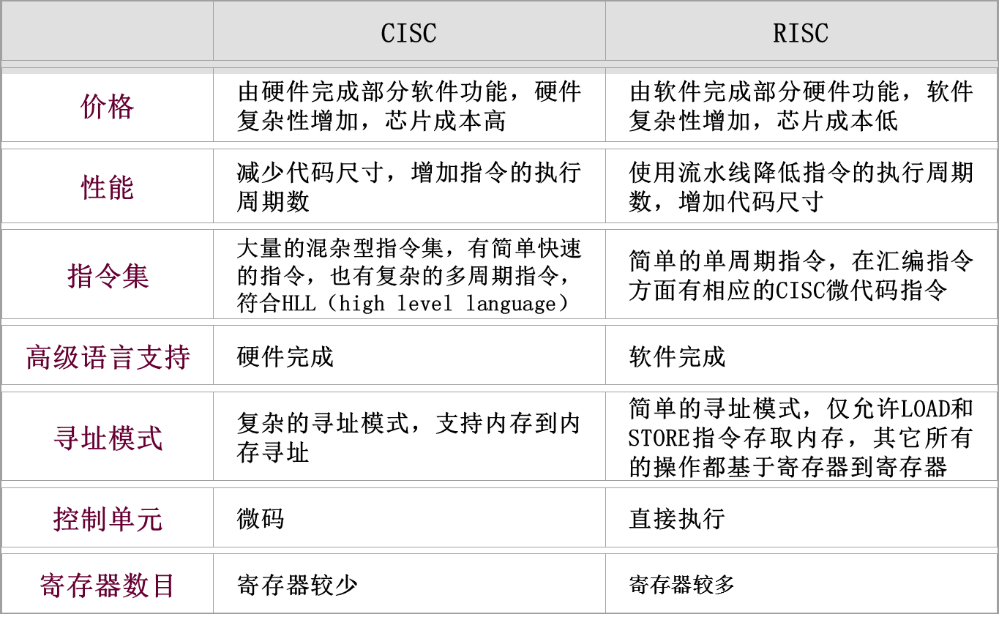 CISC
RISC
价格
由硬件完成部分软件功能，硬件
复杂性增加，芯片成本高
由软件完成部分硬件功能，软件
复杂性增加，芯片成本低
性能
减少代码尺寸，增加指令的执行
周期数
使用流水线降低指令的执行周期
数，增加代码尺寸
指令集
大量的混杂型指令集，有简单快速
的指令，也有复杂的多周期指令，
符合HLL（high level language）
简单的单周期指令，在汇编指令
方面有相应的CISC微代码指令
高级语言支持
硬件完成
软件完成
寻址模式
复杂的寻址模式，支持内存到内
存寻址
简单的寻址模式，仅允许LOAD和
STORE指令存取内存，其它所有
的操作都基于寄存器到寄存器
控制单元
微码
直接执行
寄存器数目
寄存器较少
寄存器较多